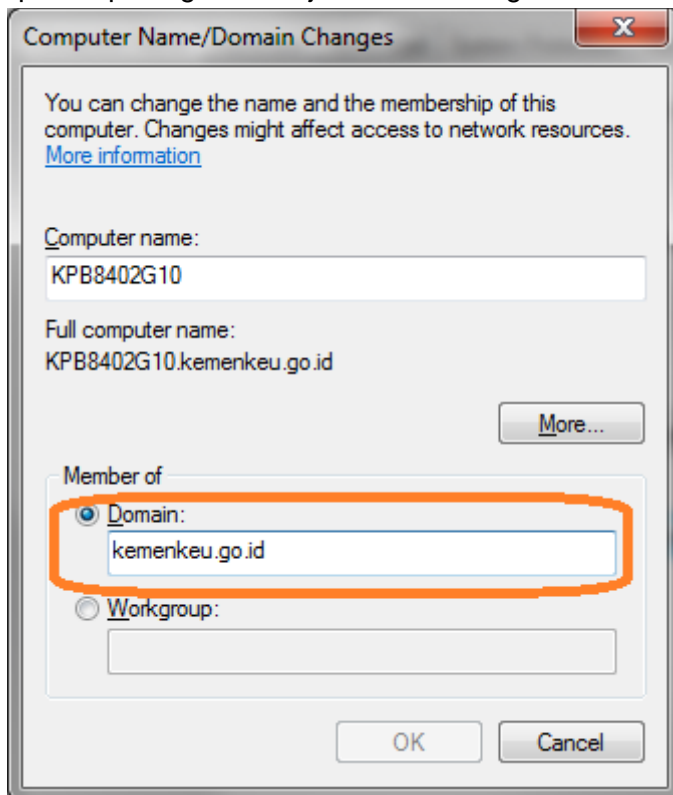 Computer Name/Domain Changes
You can change the name and the membership of this
computer. Changes might affect access to network resources.
More information
Computer name:
KPB8402G10
Full computer name:
KPB8402G10.kemenkeu.go.id
More...
Member of
Domain:
kemenkeu.go.id
Workgroup:
OK
Cancel